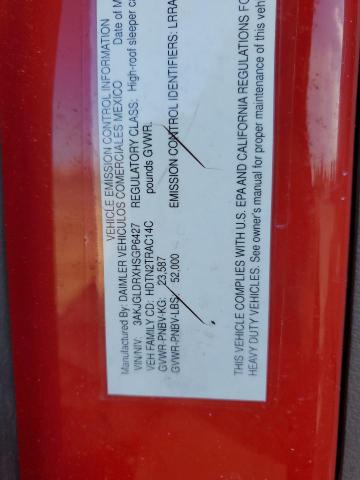 VEHICLE EMISSION CONTROL INFORMATION
Manufactured By: DAIMLER VEHICULOS COMERCIALES MEXICO Date of M
VIN/NIV: 3AKJGLDRXHSGP6427 REGULATORY CLASS: High-roof sleeper ca
VEH FAMILY CD: HDTN2TRAC14C pounds GVWR.
GVWR-PNBV-KG: 23,587
GVWR-PNBV-LBS: 52,000 EMISSION CONTROL IDENTIFIERS: LRRA
THIS VEHICLE COMPLIES WITH U.S. EPA AND CALIFORNIA REGULATIONS FO
HEAVY DUTY VEHICLES. See owner's manual for proper maintenance of this veh